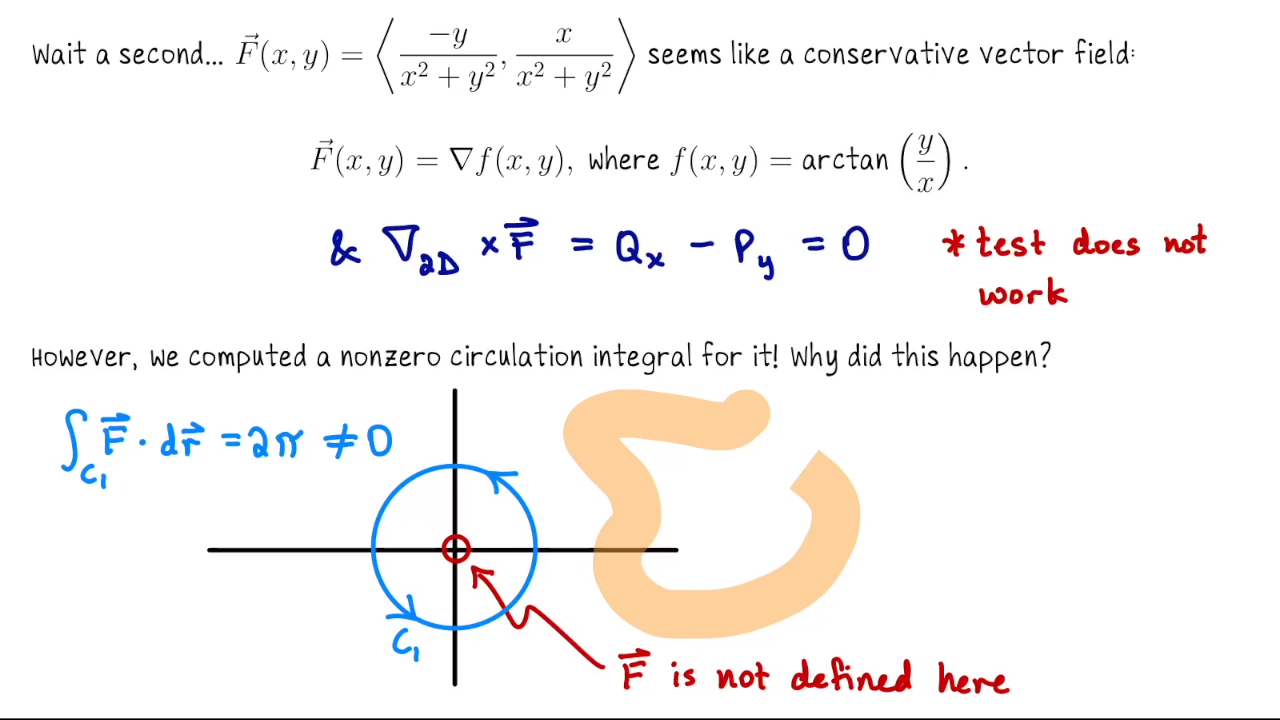 Wait a second... $\vec{F}(x,y) = \left\langle \frac{-y}{x^2+y^2}, \frac{x}{x^2+y^2} \right\rangle$ seems like a conservative vector field:
$\vec{F}(x,y) = \nabla f(x,y),$ where $f(x,y) = \arctan\left(\frac{y}{x}\right).$
& $\nabla_{2D} \times \vec{F} = Q_x - P_y = 0$ * test does not
work
However, we computed a nonzero circulation integral for it! Why did this happen?
$\int_{C_1} \vec{F} \cdot d\vec{r} = 2\pi \neq 0$
$C_1$
$\vec{F}$ is not defined here